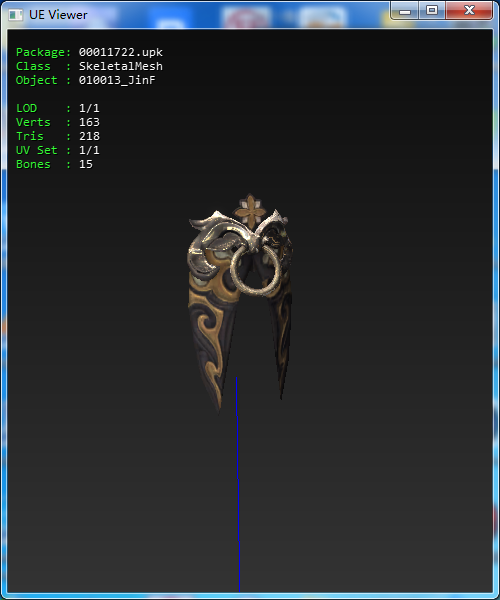 UE Viewer
Package: 00011722.upk
Class  : SkeletalMesh
Object : 010013_JinF
LOD    : 1/1
Verts  : 163
Tris   : 218
UV Set : 1/1
Bones  : 15